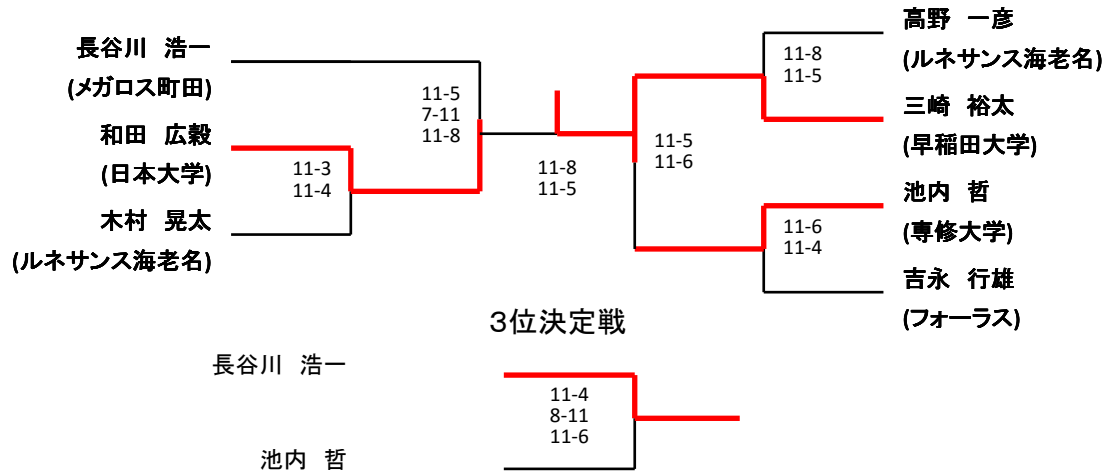 長谷川　浩一
(メガロス町田)
和田　広毅
(日本大学)
木村　晃太
(ルネサンス海老名)
11-3
11-4
11-5
7-11
11-8
11-8
11-5
11-5
11-6
11-8
11-5
11-6
11-4
高野　一彦
(ルネサンス海老名)
三崎　裕太
(早稲田大学)
池内　哲
(専修大学)
吉永　行雄
(フォーラス)
3位決定戦
長谷川　浩一
池内　哲
11-4
8-11
11-6